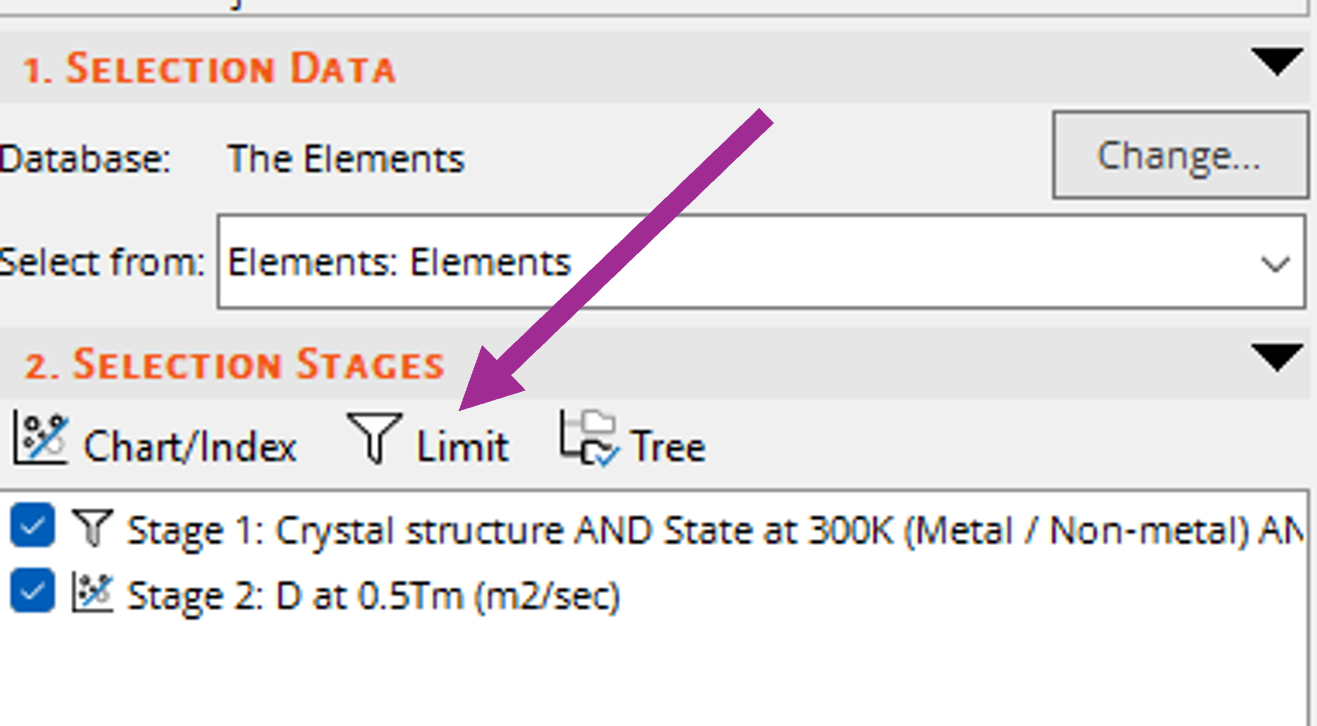 1. SELECTION DATA
Database: The Elements
Change...
Select from: Elements: Elements
2. SELECTION STAGES
Chart/Index Limit Tree
Stage 1: Crystal structure AND State at 300K (Metal / Non-metal)
Stage 2: D at 0.5Tm (m2/sec)